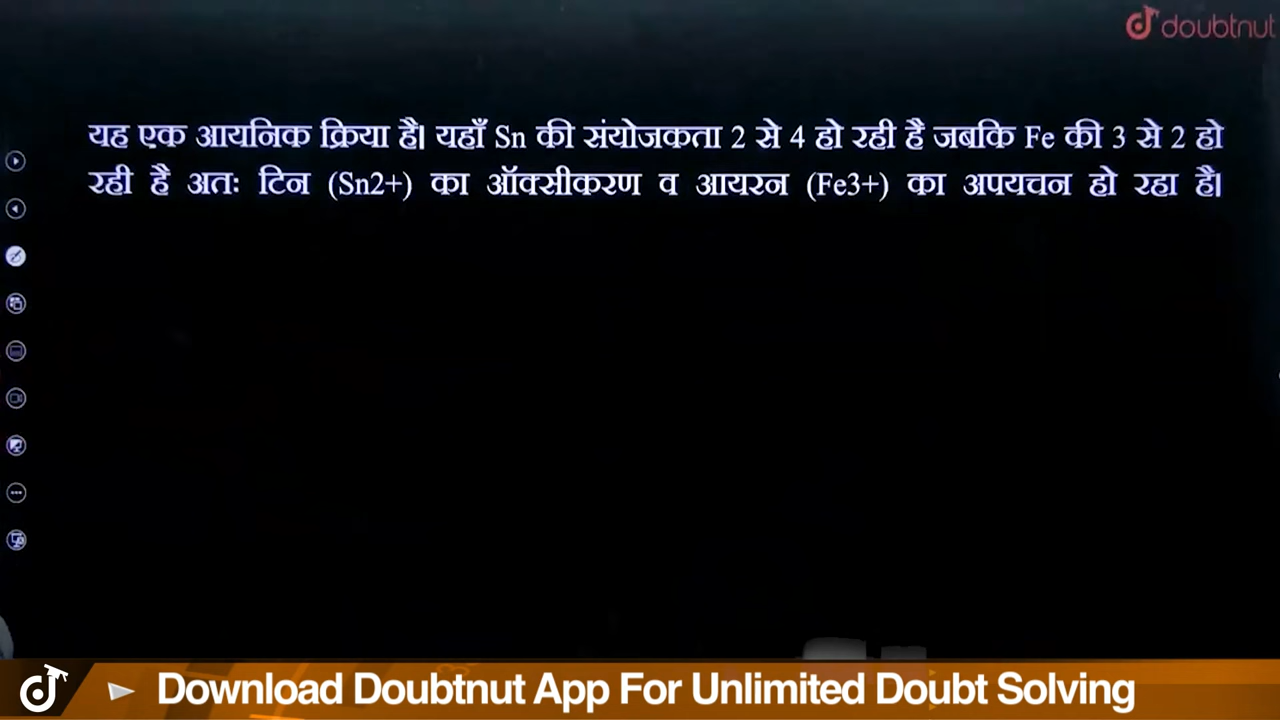 doubtnut
यह एक आयनिक क्रिया है। यहाँ Sn की संयोजकता 2 से 4 हो रही है जबकि Fe की 3 से 2 हो
रही है अतः टिन (Sn2+) का ऑक्सीकरण व आयरन (Fe3+) का अपयचन हो रहा है।
Download Doubtnut App For Unlimited Doubt Solving